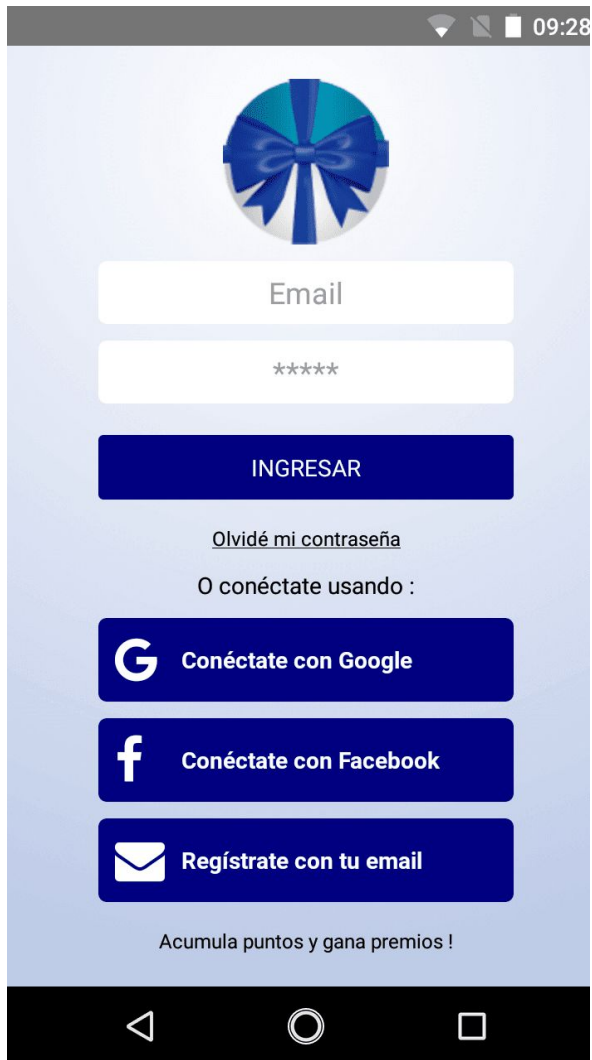 09:28
Email
*****
INGRESAR
Olvidé mi contraseña
O conéctate usando :
Conéctate con Google
Conéctate con Facebook
Regístrate con tu email
Acumula puntos y gana premios !